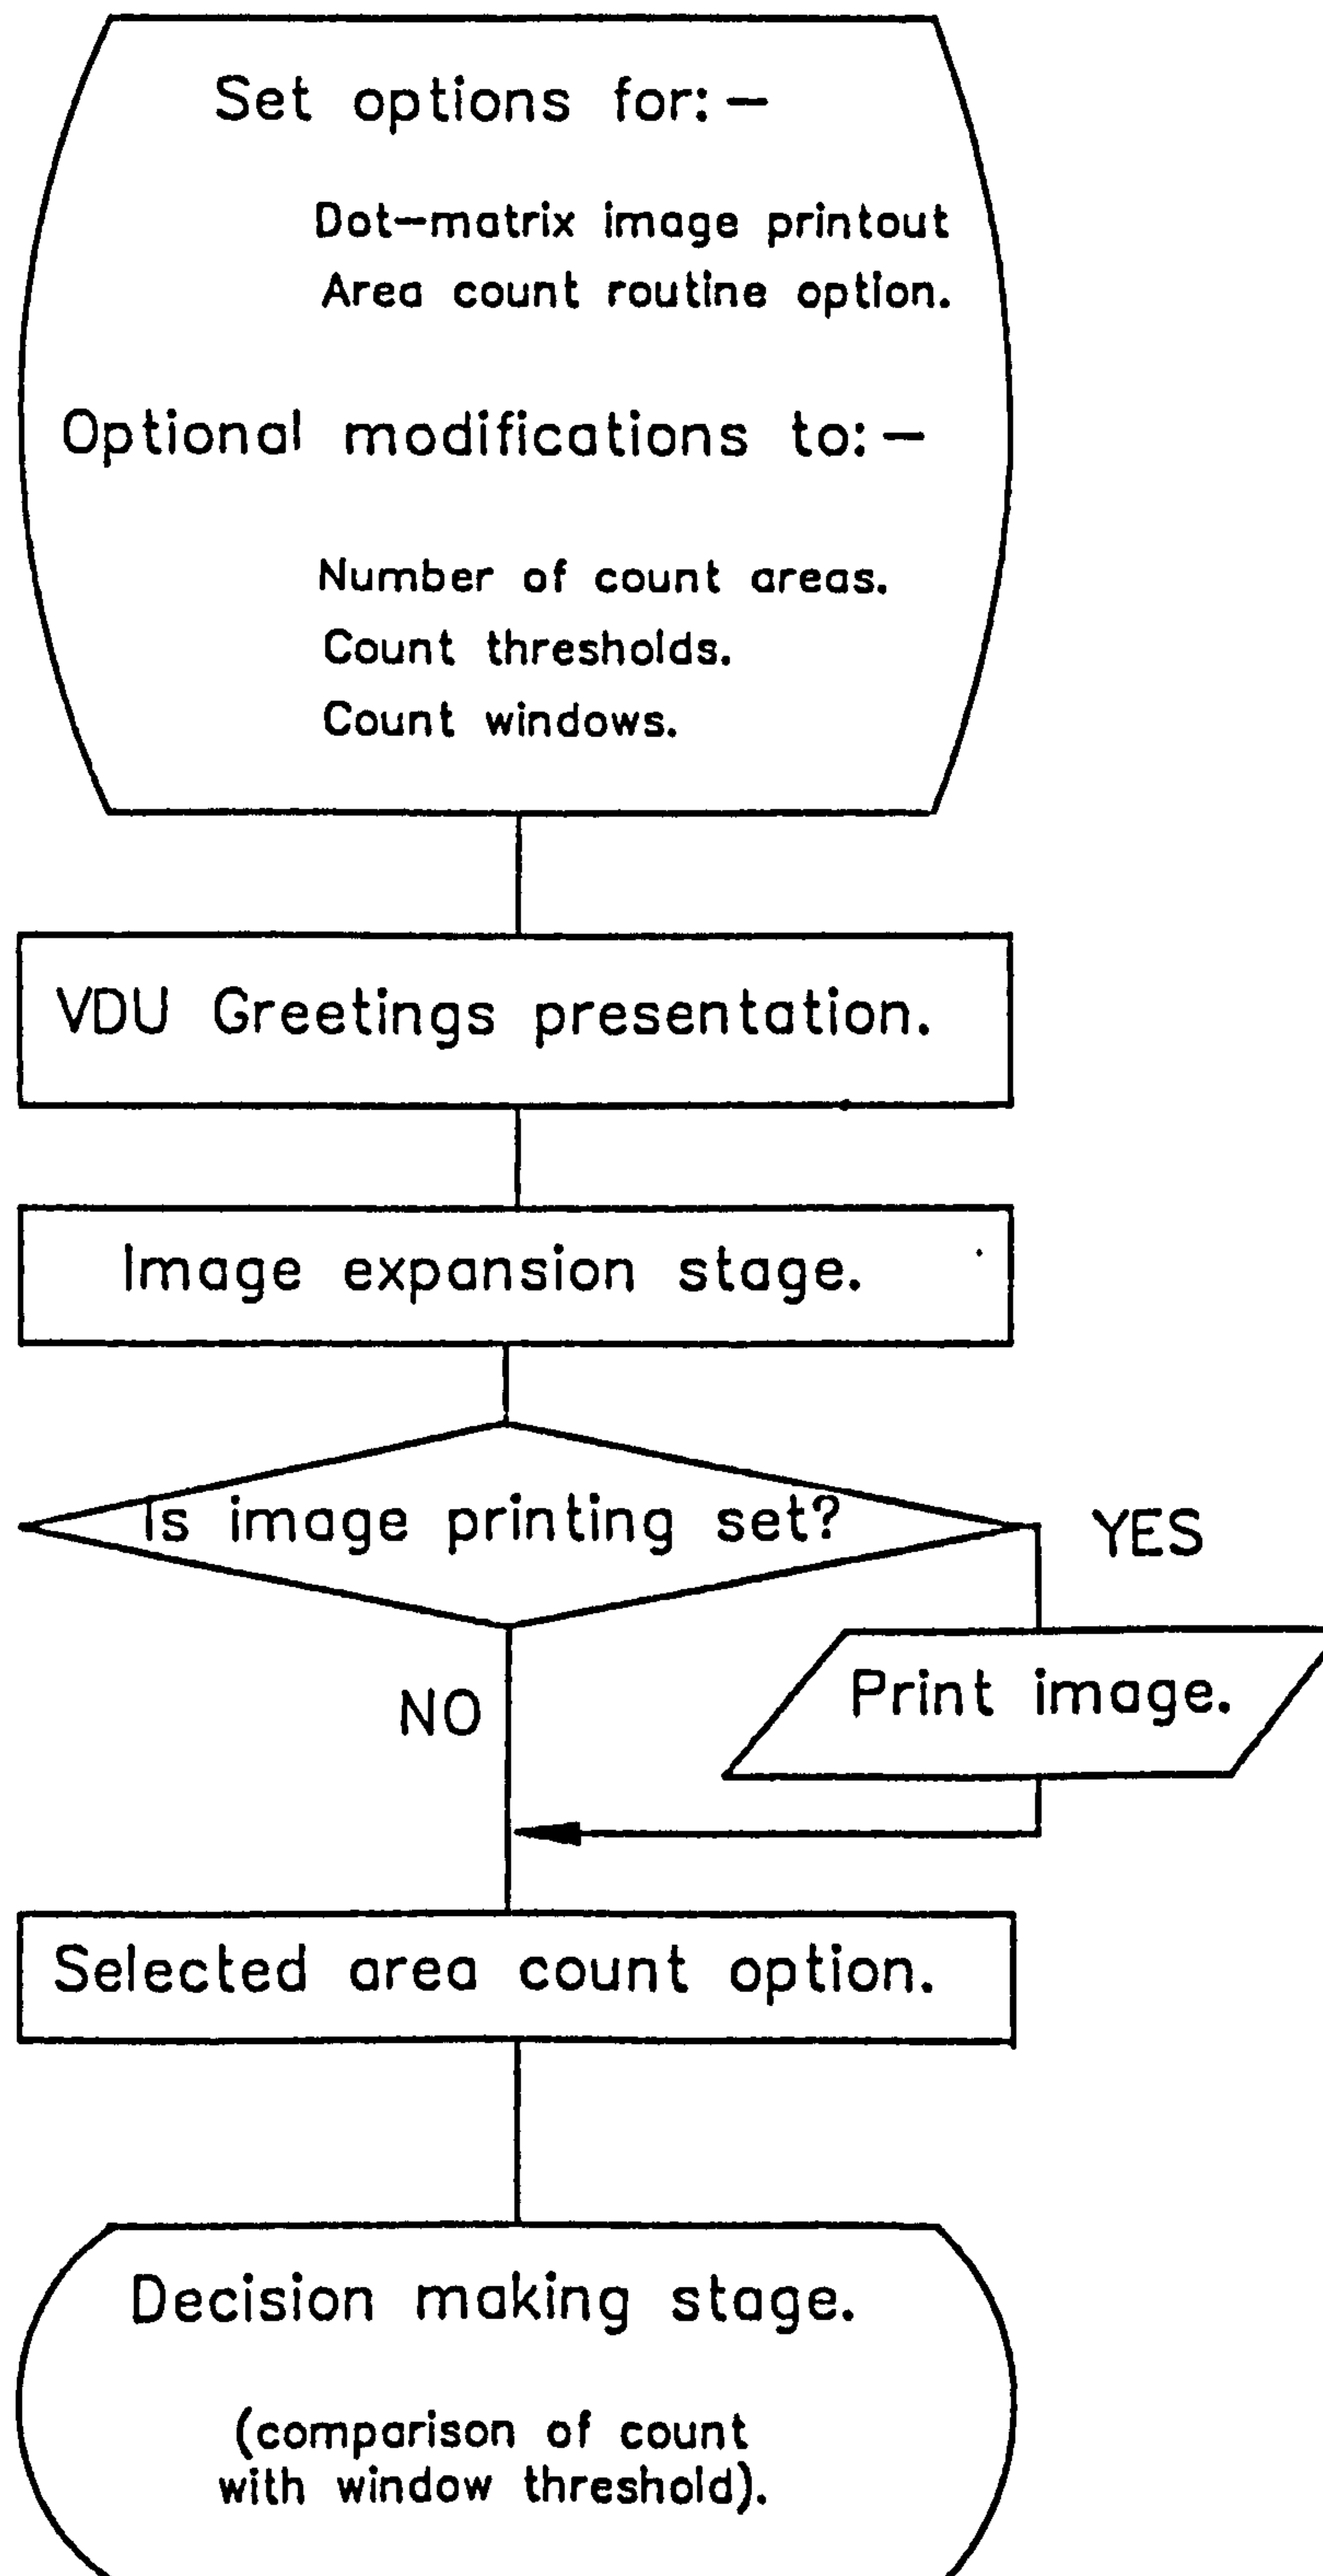 Set options for:—
Dot—matrix image printout
Area count routine option.
Optional modifications to:—
Number of count areas.
Count thresholds.
Count windows.
VDU Greetings presentation.
Image expansion stage.
Is image printing set?
YES
Print image.
NO
Selected area count option.
Decision making stage.
(comparison of count
with window threshold).